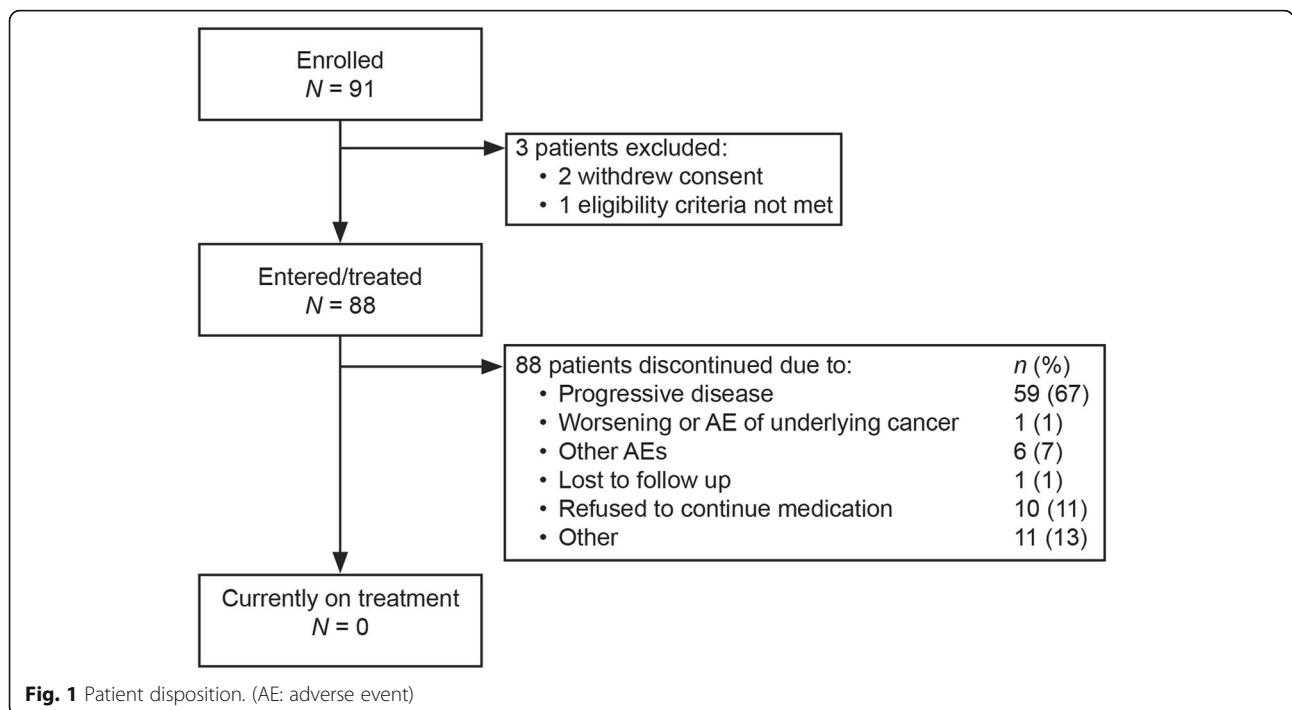 Enrolled
N = 91
3 patients excluded:
• 2 withdrew consent
• 1 eligibility criteria not met
Entered/treated
N = 88
88 patients discontinued due to: n (%)
• Progressive disease 59 (67)
• Worsening or AE of underlying cancer 1 (1)
• Other AEs 6 (7)
• Lost to follow up 1 (1)
• Refused to continue medication 10 (11)
• Other 11 (13)
Currently on treatment
N = 0
Fig. 1 Patient disposition. (AE: adverse event)